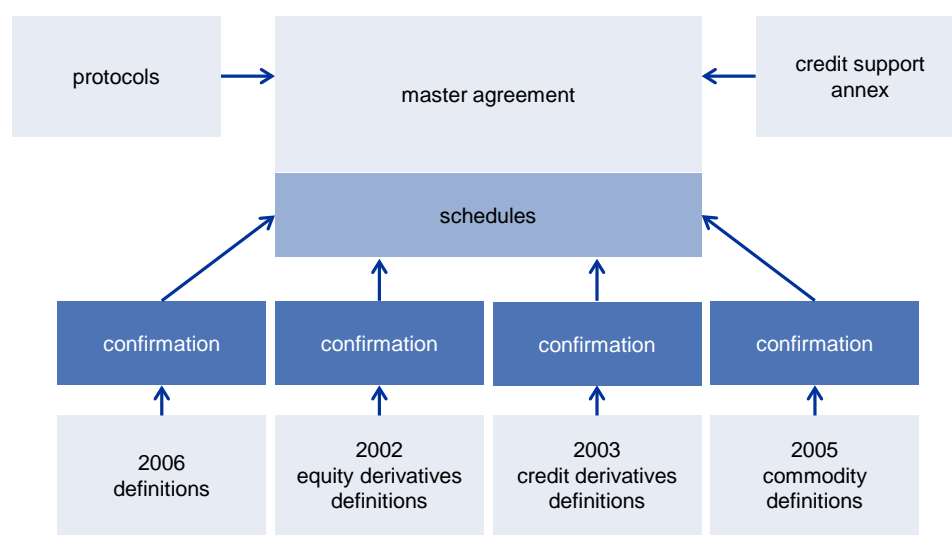 protocols
master agreement
credit support
annex
schedules
confirmation
confirmation
confirmation
confirmation
2006
definitions
2002
equity derivatives
definitions
2003
credit derivatives
definitions
2005
commodity
definitions